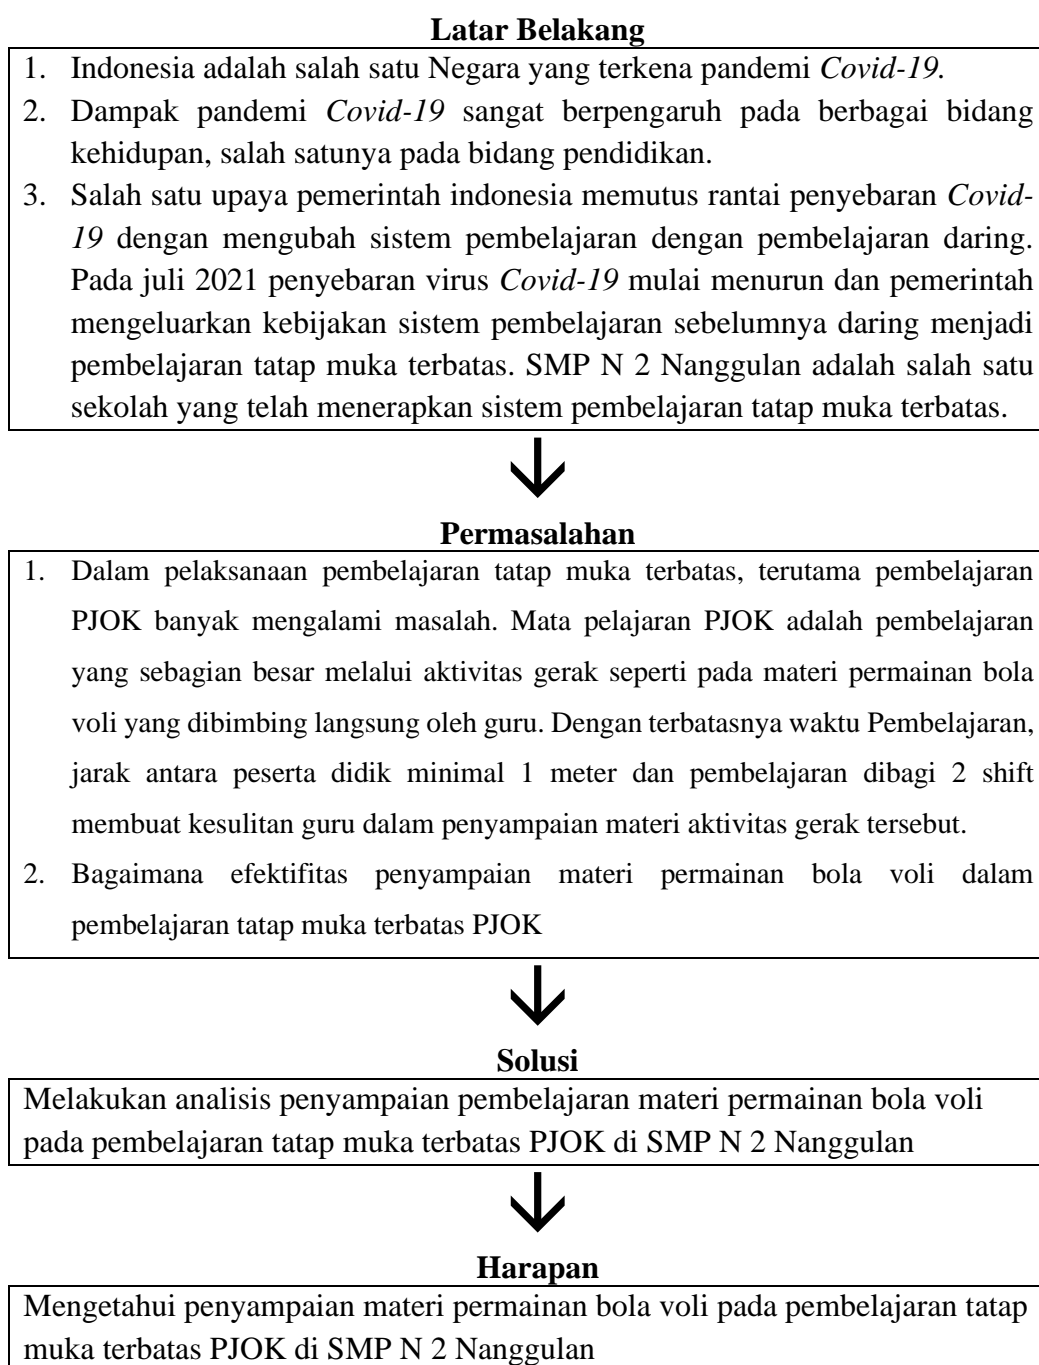 Latar Belakang
1. Indonesia adalah salah satu Negara yang terkena pandemi Covid-19.
2. Dampak pandemi Covid-19 sangat berpengaruh pada berbagai bidang
kehidupan, salah satunya pada bidang pendidikan.
3. Salah satu upaya pemerintah indonesia memutus rantai penyebaran Covid-
19 dengan mengubah sistem pembelajaran dengan pembelajaran daring.
Pada juli 2021 penyebaran virus Covid-19 mulai menurun dan pemerintah
mengeluarkan kebijakan sistem pembelajaran sebelumnya daring menjadi
pembelajaran tatap muka terbatas. SMP N 2 Nanggulan adalah salah satu
sekolah yang telah menerapkan sistem pembelajaran tatap muka terbatas.
Permasalahan
1. Dalam pelaksanaan pembelajaran tatap muka terbatas, terutama pembelajaran
PJOK banyak mengalami masalah. Mata pelajaran PJOK adalah pembelajaran
yang sebagian besar melalui aktivitas gerak seperti pada materi permainan bola
voli yang dibimbing langsung oleh guru. Dengan terbatasnya waktu Pembelajaran,
jarak antara peserta didik minimal 1 meter dan pembelajaran dibagi 2 shift
membuat kesulitan guru dalam penyampaian materi aktivitas gerak tersebut.
2. Bagaimana efektifitas penyampaian materi permainan bola voli dalam
pembelajaran tatap muka terbatas PJOK
Solusi
Melakukan analisis penyampaian pembelajaran materi permainan bola voli
pada pembelajaran tatap muka terbatas PJOK di SMP N 2 Nanggulan
Harapan
Mengetahui penyampaian materi permainan bola voli pada pembelajaran tatap
muka terbatas PJOK di SMP N 2 Nanggulan